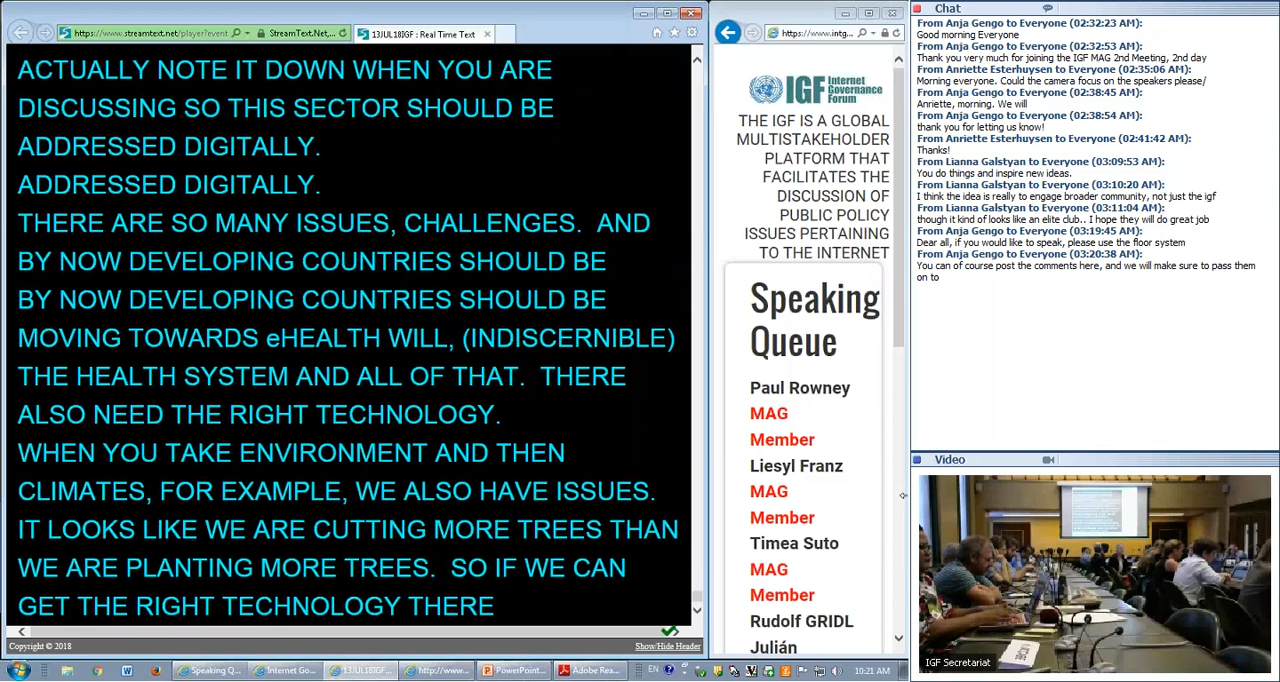 https://www.streamtext.net/player?event
StreamText.Net,
13JUL18IGF : Real Time Text
ACTUALLY NOTE IT DOWN WHEN YOU ARE
DISCUSSING SO THIS SECTOR SHOULD BE
ADDRESSED DIGITALLY.
ADDRESSED DIGITALLY.
THERE ARE SO MANY ISSUES, CHALLENGES.  AND
BY NOW DEVELOPING COUNTRIES SHOULD BE
BY NOW DEVELOPING COUNTRIES SHOULD BE
MOVING TOWARDS eHEALTH WILL, (INDISCERNIBLE)
THE HEALTH SYSTEM AND ALL OF THAT.  THERE
ALSO NEED THE RIGHT TECHNOLOGY.
WHEN YOU TAKE ENVIRONMENT AND THEN
CLIMATES, FOR EXAMPLE, WE ALSO HAVE ISSUES.
IT LOOKS LIKE WE ARE CUTTING MORE TREES THAN
WE ARE PLANTING MORE TREES.  SO IF WE CAN
GET THE RIGHT TECHNOLOGY THERE
Copyright © 2018
Show/Hide Header
https://www.intg
IGF Internet
Governance
Forum
THE IGF IS A GLOBAL
MULTISTAKEHOLDER
PLATFORM THAT
FACILITATES THE
DISCUSSION OF
PUBLIC POLICY
ISSUES PERTAINING
TO THE INTERNET
Speaking
Queue
Paul Rowney
MAG
Member
Liesyl Franz
MAG
Member
Timea Suto
MAG
Member
Rudolf GRIDL
Julián
Chat
From Anja Gengo to Everyone (02:32:23 AM):
Good morning Everyone
From Anja Gengo to Everyone (02:32:53 AM):
Thank you very much for joining the IGF MAG 2nd Meeting, 2nd day
From Anriette Esterhuysen to Everyone (02:35:06 AM):
Morning everyone. Could the camera focus on the speakers please/
From Anja Gengo to Everyone (02:38:45 AM):
Anriette, morning. We will
From Anja Gengo to Everyone (02:38:54 AM):
thank you for letting us know!
From Anriette Esterhuysen to Everyone (02:41:42 AM):
Thanks!
From Lianna Galstyan to Everyone (03:09:53 AM):
You do things and inspire new ideas.
From Lianna Galstyan to Everyone (03:10:20 AM):
I think the idea is really to engage broader community, not just the igf
From Lianna Galstyan to Everyone (03:11:04 AM):
though it kind of looks like an elite club.. I hope they will do great job
From Anja Gengo to Everyone (03:19:45 AM):
Dear all, if you would like to speak, please use the floor system
From Anja Gengo to Everyone (03:20:38 AM):
You can of course post the comments here, and we will make sure to pass them
on to
Video
IGF Secretariat
Speaking Q...
Internet Go...
13JUL18IGF...
http://www....
PowerPoint...
Adobe Rea...
EN
10:21 AM